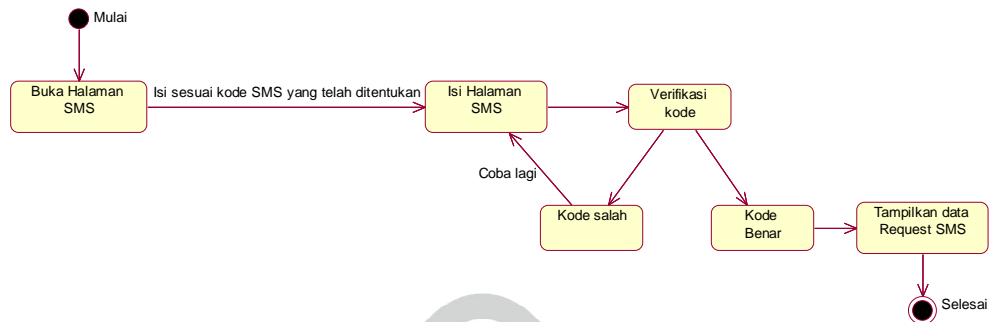 Mulai
Buka Halaman
SMS
Isi sesuai kode SMS yang telah ditentukan
Isi Halaman
SMS
Verifikasi
kode
Coba lagi
Kode salah
Kode
Benar
Tampilkan data
Request SMS
Selesai